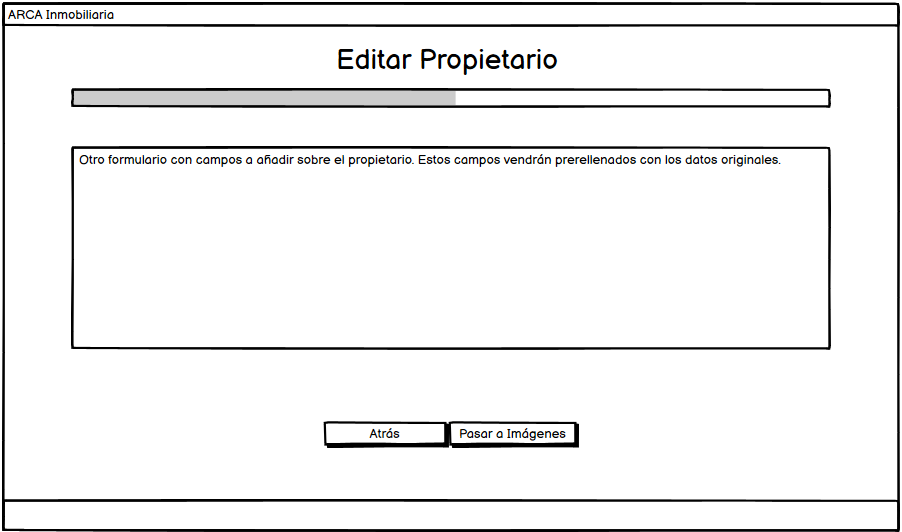 ARCA Inmobiliaria
Editar Propietario
Otro formulario con campos a añadir sobre el propietario. Estos campos vendrán prerellenados con los datos originales.
Atrás
Pasar a Imágenes